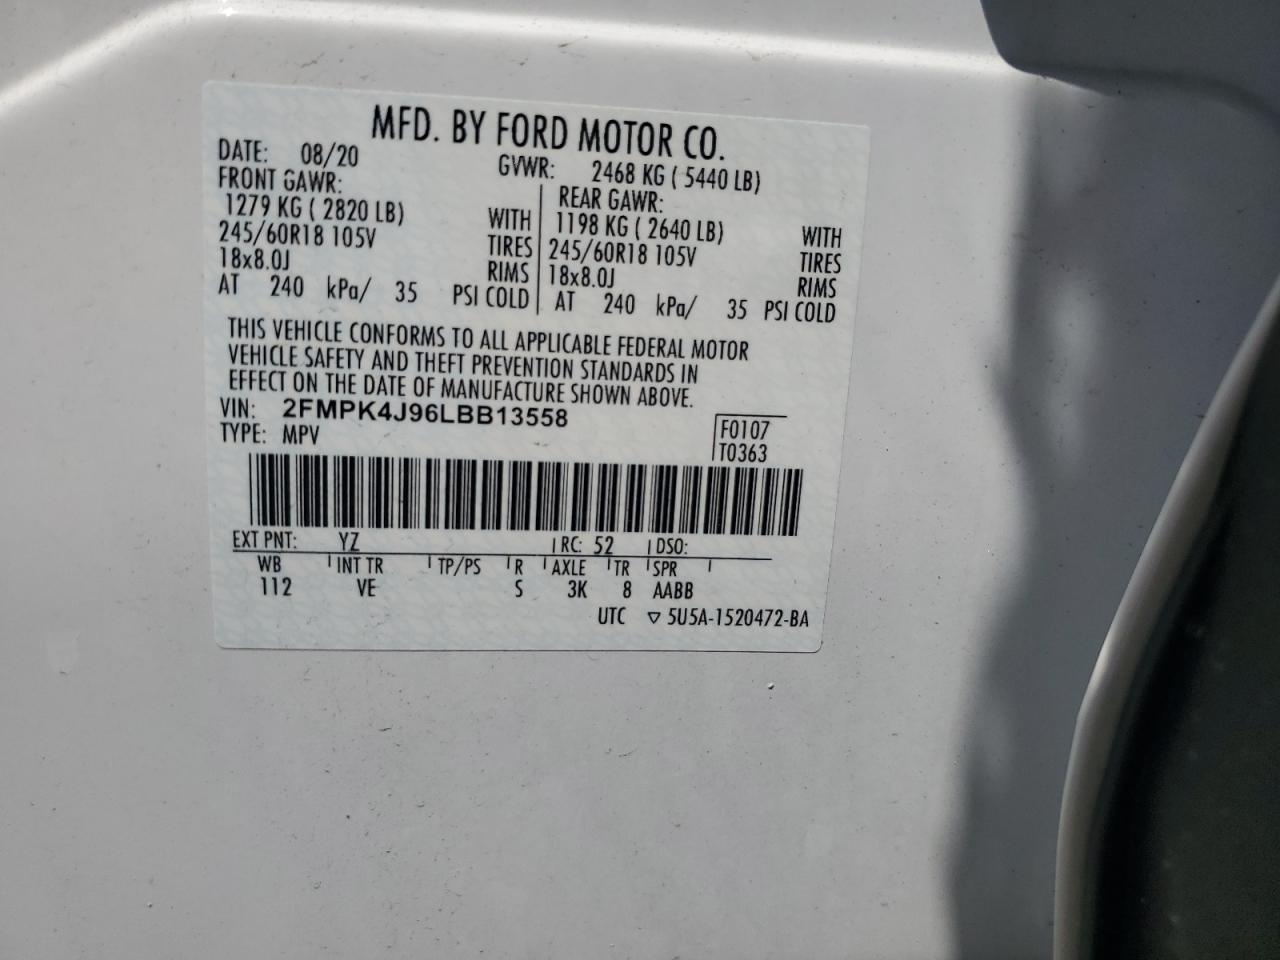 MFD. BY FORD MOTOR CO.
DATE: 08/20 GVWR: 2468 KG ( 5440 LB)
FRONT GAWR: REAR GAWR:
1279 KG ( 2820 LB) WITH 1198 KG ( 2640 LB) WITH
245/60R18 105V TIRES 245/60R18 105V TIRES
18x8.0J RIMS 18x8.0J RIMS
AT 240 kPa/ 35 PSI COLD AT 240 kPa/ 35 PSI COLD
THIS VEHICLE CONFORMS TO ALL APPLICABLE FEDERAL MOTOR
VEHICLE SAFETY AND THEFT PREVENTION STANDARDS IN
EFFECT ON THE DATE OF MANUFACTURE SHOWN ABOVE.
VIN: 2FMPK4J96LBB13558
TYPE: MPV
F0107
T0363
EXT PNT: YZ RC: 52 DSO:
WB INT TR TP/PS R AXLE TR SPR
112 VE S 3K 8 AABB
UTC ▽ 5U5A-1520472-BA